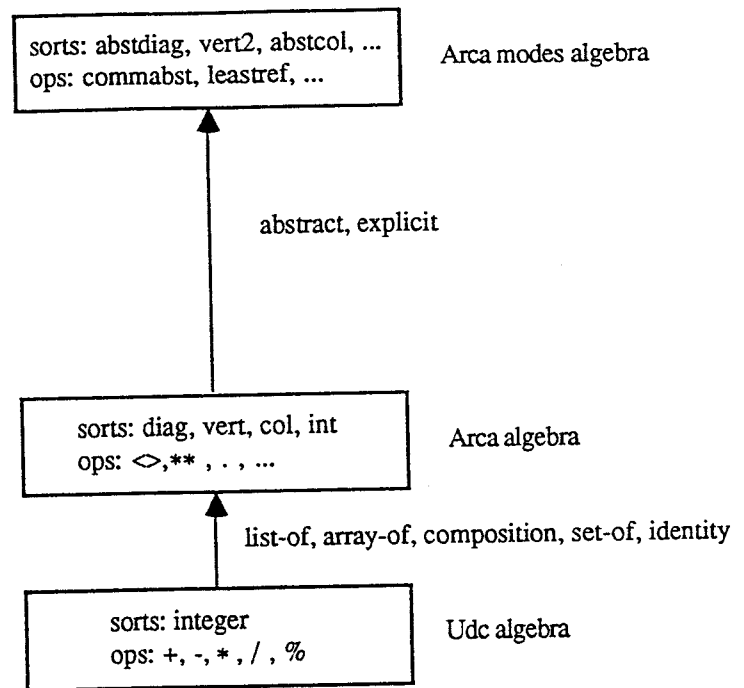 sorts: abstdiag, vert2, abstcol, ...
ops: commabst, leastref, ...
Arca modes algebra
abstract, explicit
sorts: diag, vert, col, int
ops: <>,** , . , ...
Arca algebra
list-of, array-of, composition, set-of, identity
sorts: integer
ops: +, -, * , / , %
Udc algebra